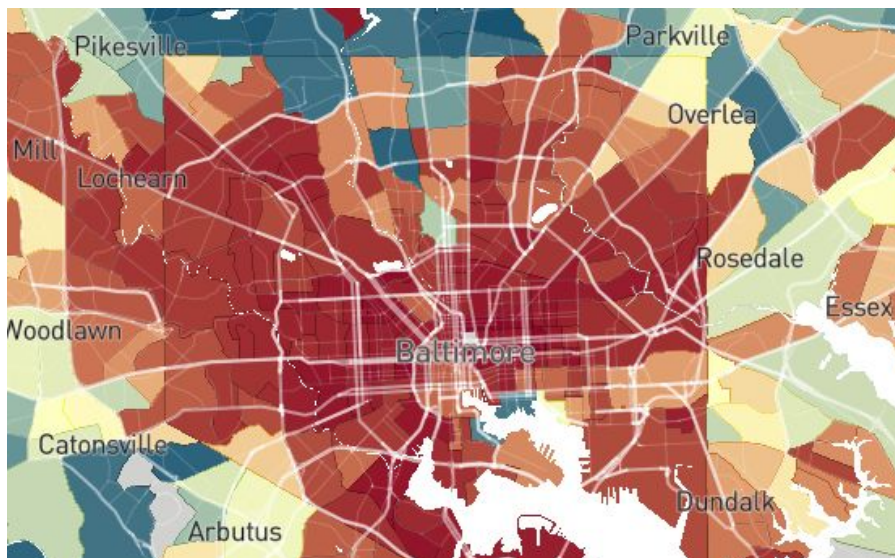 Pikesville
Parkville
Overlea
Mill
Lochearn
Rosedale
Essex
Woodlawn
Baltimore
Catonsville
Dundalk
Arbutus